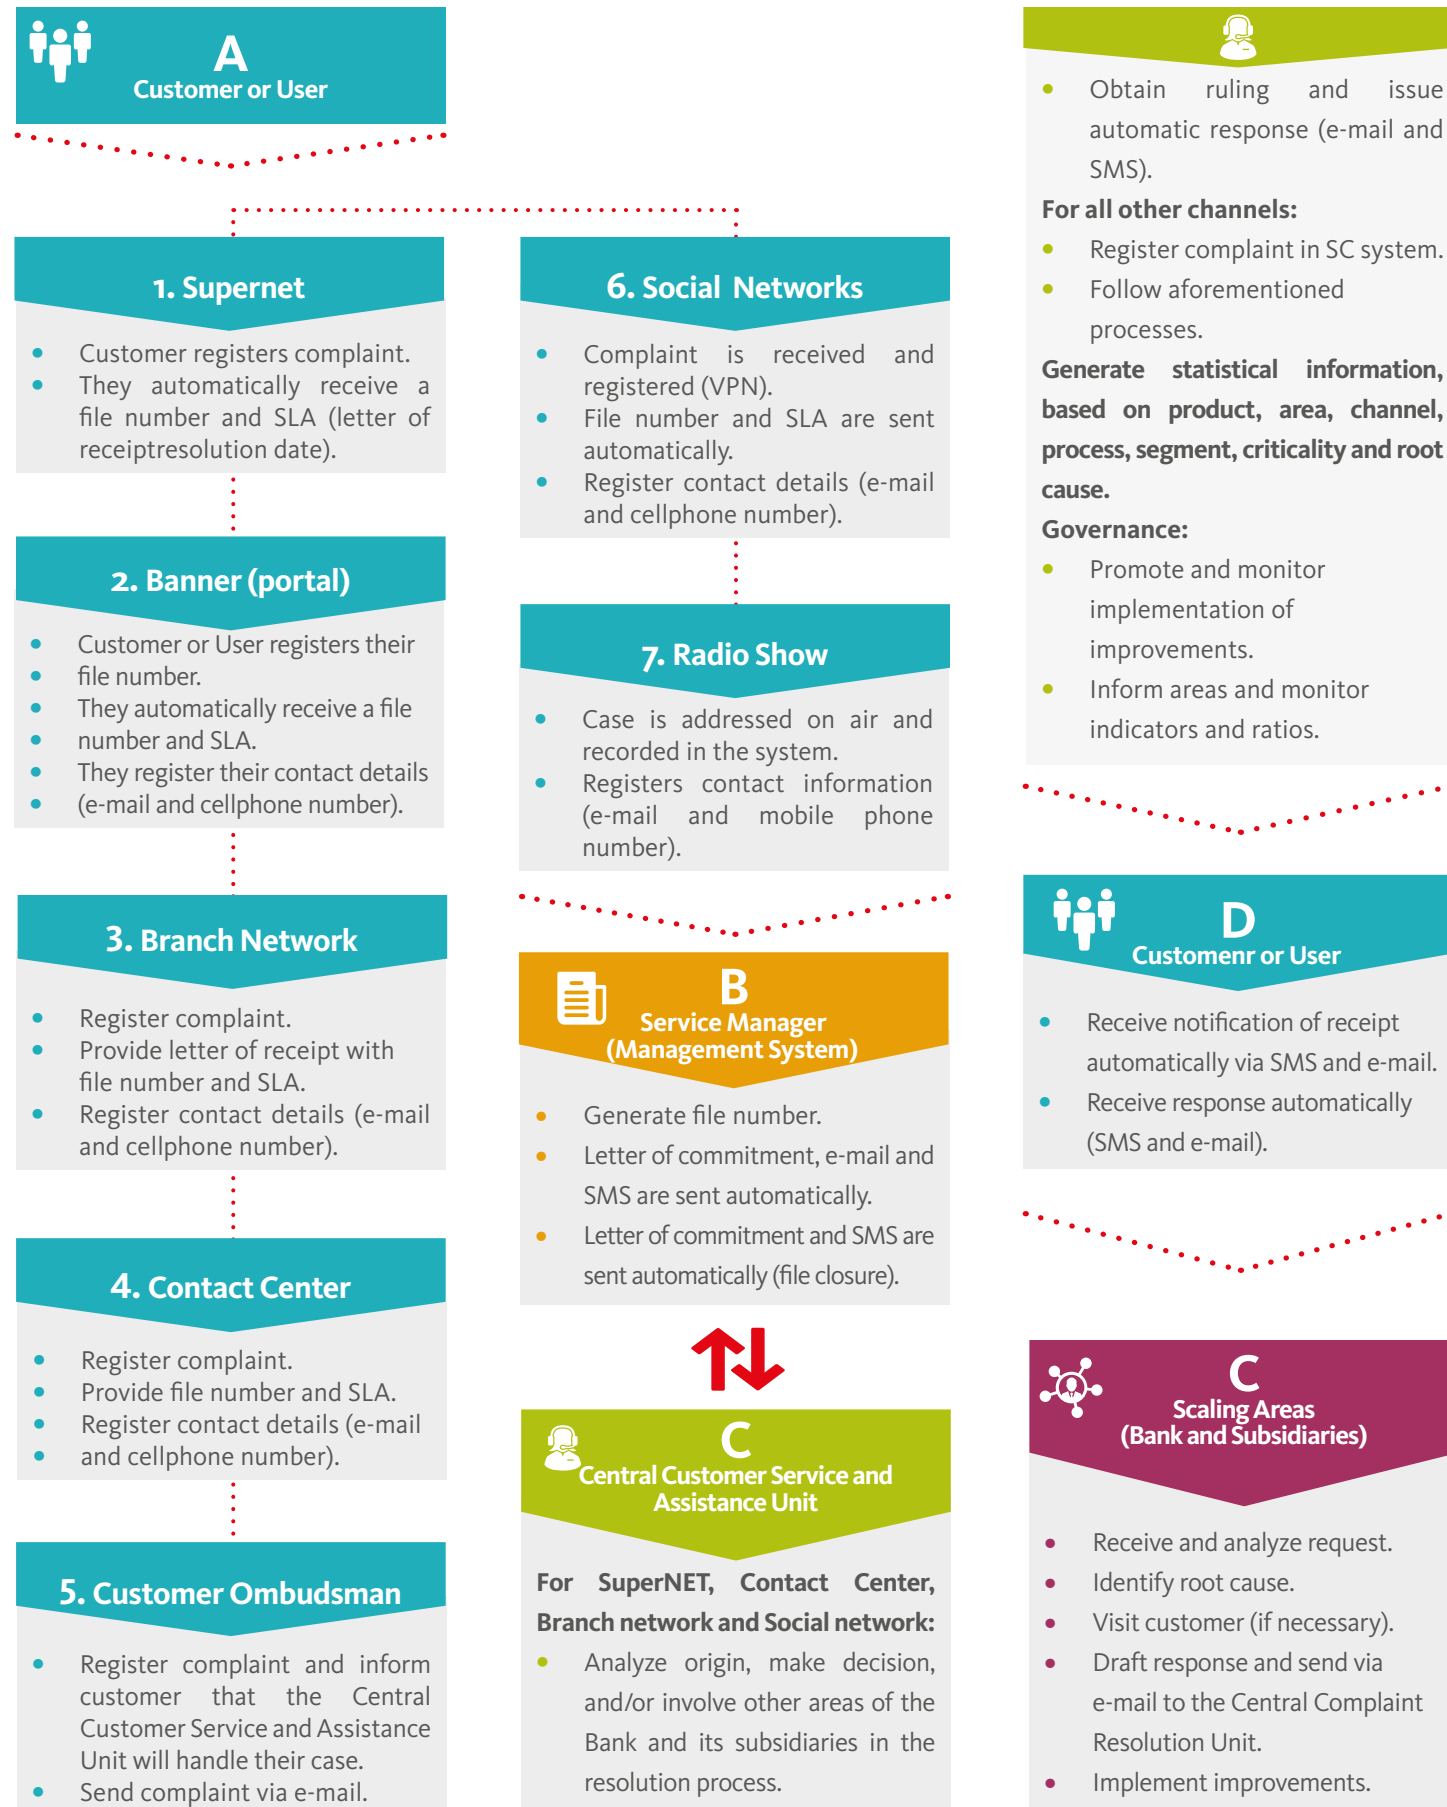 A
Customer or User
1. Supernet
Customer registers complaint.
They automatically receive a
file number and SLA (letter of
receiptresolution date).
2. Banner (portal)
Customer or User registers their
file number.
They automatically receive a file
number and SLA.
They register their contact details
(e-mail and cellphone number).
3. Branch Network
Register complaint.
Provide letter of receipt with
file number and SLA.
Register contact details (e-mail
and cellphone number).
4. Contact Center
Register complaint.
Provide file number and SLA.
Register contact details (e-mail
and cellphone number).
5. Customer Ombudsman
Register complaint and inform
customer that the Central
Customer Service and Assistance
Unit will handle their case.
Send complaint via e-mail.
6. Social Networks
Complaint is received and
registered (VPN).
File number and SLA are sent
automatically.
Register contact details (e-mail
and cellphone number).
7. Radio Show
Case is addressed on air and
recorded in the system.
Registers contact information
(e-mail and mobile phone
number).
B
Service Manager
(Management System)
Generate file number.
Letter of commitment, e-mail and
SMS are sent automatically.
Letter of commitment and SMS are
sent automatically (file closure).
C
Central Customer Service and
Assistance Unit
For SuperNET, Contact Center,
Branch network and Social network:
Analyze origin, make decision,
and/or involve other areas of the
Bank and its subsidiaries in the
resolution process.
Obtain ruling and issue
automatic response (e-mail and
SMS).
For all other channels:
Register complaint in SC system.
Follow aforementioned
processes.
Generate statistical information,
based on product, area, channel,
process, segment, criticality and root
cause.
Governance:
Promote and monitor
implementation of
improvements.
Inform areas and monitor
indicators and ratios.
D
Customenr or User
Receive notification of receipt
automatically via SMS and e-mail.
Receive response automatically
(SMS and e-mail).
C
Scaling Areas
(Bank and Subsidiaries)
Receive and analyze request.
Identify root cause.
Visit customer (if necessary).
Draft response and send via
e-mail to the Central Complaint
Resolution Unit.
Implement improvements.